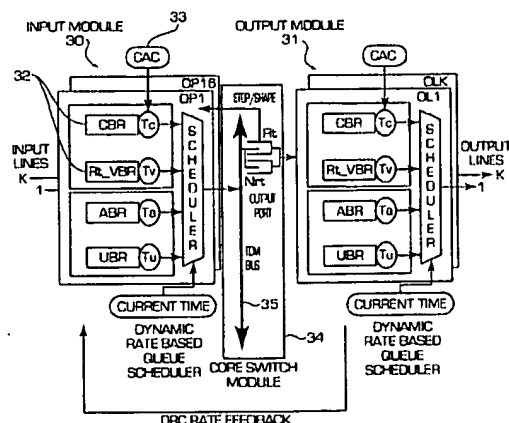 INPUT MODULE
30
33
CAC
OUTPUT MODULE
31
CAC
32
OP16
OP1
STOP/SHAPE
OLK
OL1
CBR
Tc
Rt
CBR
Tc
INPUT
LINES
K
1
Rt_VBR
Tv
SCHEDULER
Nrt
OUTPUT
PORT
Rt_VBR
Tv
SCHEDULER
OUTPUT
LINES
K
1
ABR
Ta
TDM
BUS
ABR
Ta
UBR
Tu
35
UBR
Tu
CURRENT TIME
34
CURRENT TIME
DYNAMIC
RATE BASED
QUEUE
SCHEDULER
CORE SWITCH
MODULE
DYNAMIC
RATE BASED
QUEUE
SCHEDULER
DRC RATE FEEDBACK